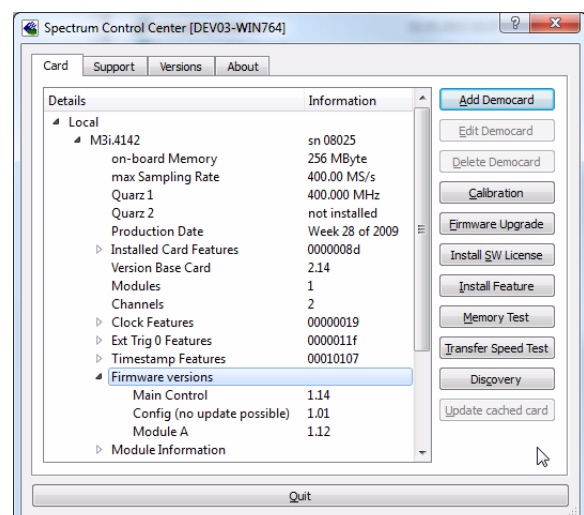 Spectrum Control Center [DEV03-WIN764]
Card Support Versions About
Details Information
Local
M3i.4142 sn 08025
on-board Memory 256 MByte
max Sampling Rate 400.00 MS/s
Quarz 1 400.000 MHz
Quarz 2 not installed
Production Date Week 28 of 2009
Installed Card Features 0000008d
Version Base Card 2.14
Modules 1
Channels 2
Clock Features 00000019
Ext Trig 0 Features 0000011f
Timestamp Features 00010107
Firmware versions
Main Control 1.14
Config (no update possible) 1.01
Module A 1.12
Module Information
Add Democard
Edit Democard
Delete Democard
Calibration
Firmware Upgrade
Install SW License
Install Feature
Memory Test
Transfer Speed Test
Discovery
Update cached card
Quit